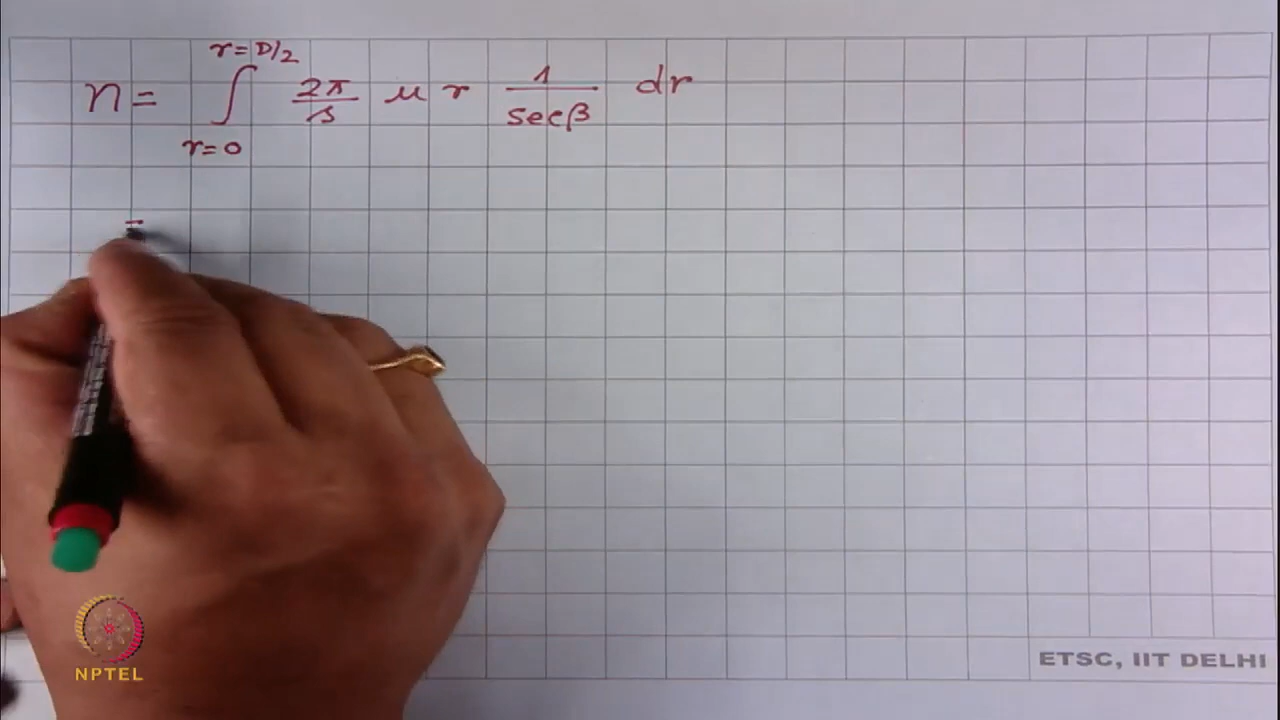 r=D/2
n = ∫ 2π/s μ r 1/secβ dr
r=0
=
NPTEL
ETSC, IIT DELHI